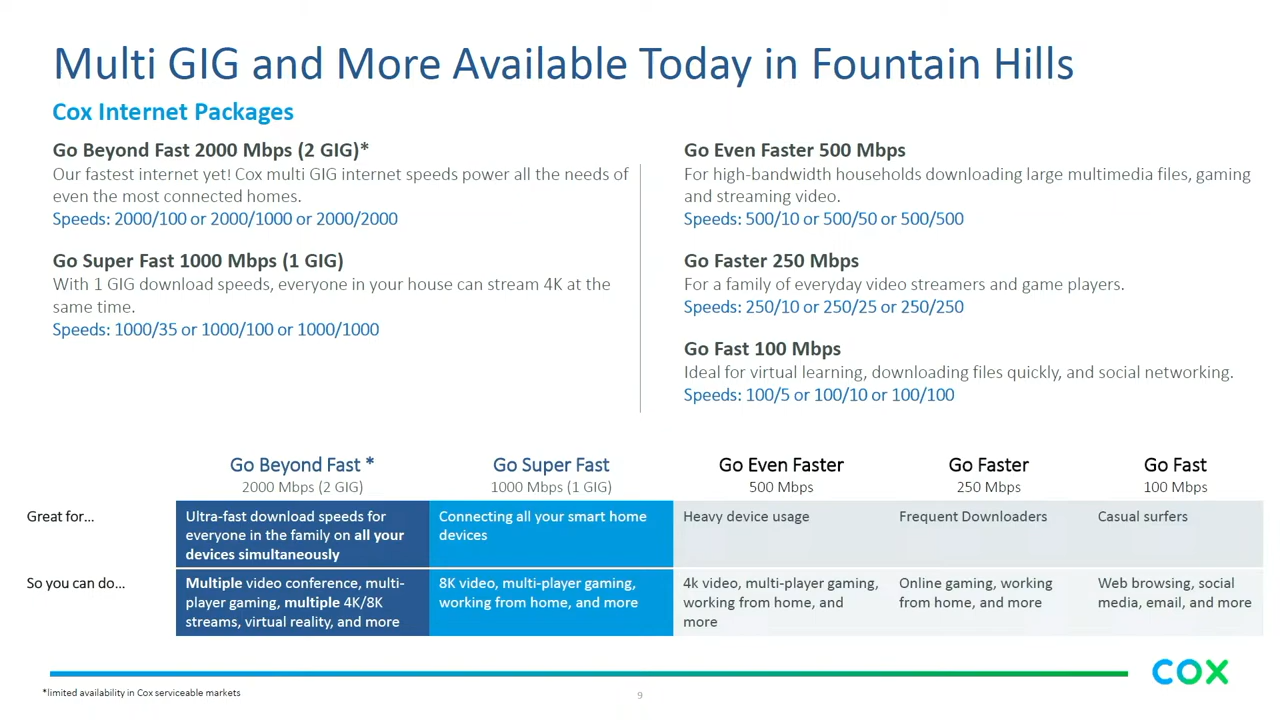 Multi GIG and More Available Today in Fountain Hills
Cox Internet Packages
Go Beyond Fast 2000 Mbps (2 GIG)*
Our fastest internet yet! Cox multi GIG internet speeds power all the needs of
even the most connected homes.
Speeds: 2000/100 or 2000/1000 or 2000/2000
Go Super Fast 1000 Mbps (1 GIG)
With 1 GIG download speeds, everyone in your house can stream 4K at the
same time.
Speeds: 1000/35 or 1000/100 or 1000/1000
Go Even Faster 500 Mbps
For high-bandwidth households downloading large multimedia files, gaming
and streaming video.
Speeds: 500/10 or 500/50 or 500/500
Go Faster 250 Mbps
For a family of everyday video streamers and game players.
Speeds: 250/10 or 250/25 or 250/250
Go Fast 100 Mbps
Ideal for virtual learning, downloading files quickly, and social networking.
Speeds: 100/5 or 100/10 or 100/100
Go Beyond Fast *
2000 Mbps (2 GIG)
Go Super Fast
1000 Mbps (1 GIG)
Go Even Faster
500 Mbps
Go Faster
250 Mbps
Go Fast
100 Mbps
Great for...
Ultra-fast download speeds for
everyone in the family on all your
devices simultaneously
Connecting all your smart home
devices
Heavy device usage
Frequent Downloaders
Casual surfers
So you can do...
Multiple video conference, multi-
player gaming, multiple 4K/8K
streams, virtual reality, and more
8K video, multi-player gaming,
working from home, and more
4k video, multi-player gaming,
working from home, and
more
Online gaming, working
from home, and more
Web browsing, social
media, email, and more
COX
*limited availability in Cox serviceable markets
9